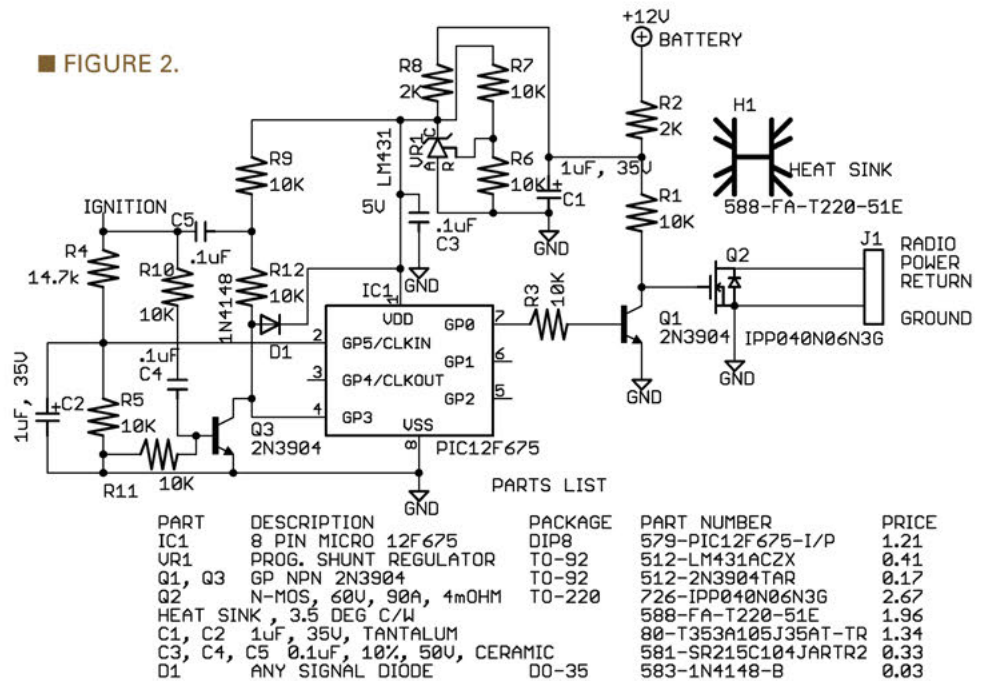 ■ FIGURE 2.
+12V
BATTERY
R8
2K
R7
10K
R2
2K
H1
HEAT SINK
588-FA-T220-51E
LM431
VR1
C
A
R
R6
10K
1uF, 35V
+
C1
GND
R9
10K
5V
.1uF
C3
GND
R1
10K
J1
RADIO
POWER
RETURN
GROUND
IGNITION
C5
.1uF
R4
14.7k
R10
10K
R12
10K
1N4148
D1
IC1
1
VDD
2
GP5/CLKIN
3
GP4/CLKOUT
4
GP3
VSS
8
GP0
7
GP1
6
GP2
5
PIC12F675
R3
10K
Q1
2N3904
GND
Q2
IPP040N06N3G
GND
.1uF
C4
1uF, 35V
+
C2
R5
10K
Q3
2N3904
R11
10K
GND
PARTS LIST
PART DESCRIPTION PACKAGE PART NUMBER PRICE
IC1 8 PIN MICRO 12F675 DIP8 579-PIC12F675-I/P 1.21
VR1 PROG. SHUNT REGULATOR TO-92 512-LM431ACZX 0.41
Q1, Q3 GP NPN 2N3904 TO-92 512-2N3904TAR 0.17
Q2 N-MOS, 60V, 90A, 4mOHM TO-220 726-IPP040N06N3G 2.67
HEAT SINK , 3.5 DEG C/W 588-FA-T220-51E 1.96
C1, C2 1uF, 35V, TANTALUM 80-T353A105J35AT-TR 1.34
C3, C4, C5 0.1uF, 10%, 50V, CERAMIC 581-SR215C104JARTR2 0.33
D1 ANY SIGNAL DIODE DO-35 583-1N4148-B 0.03